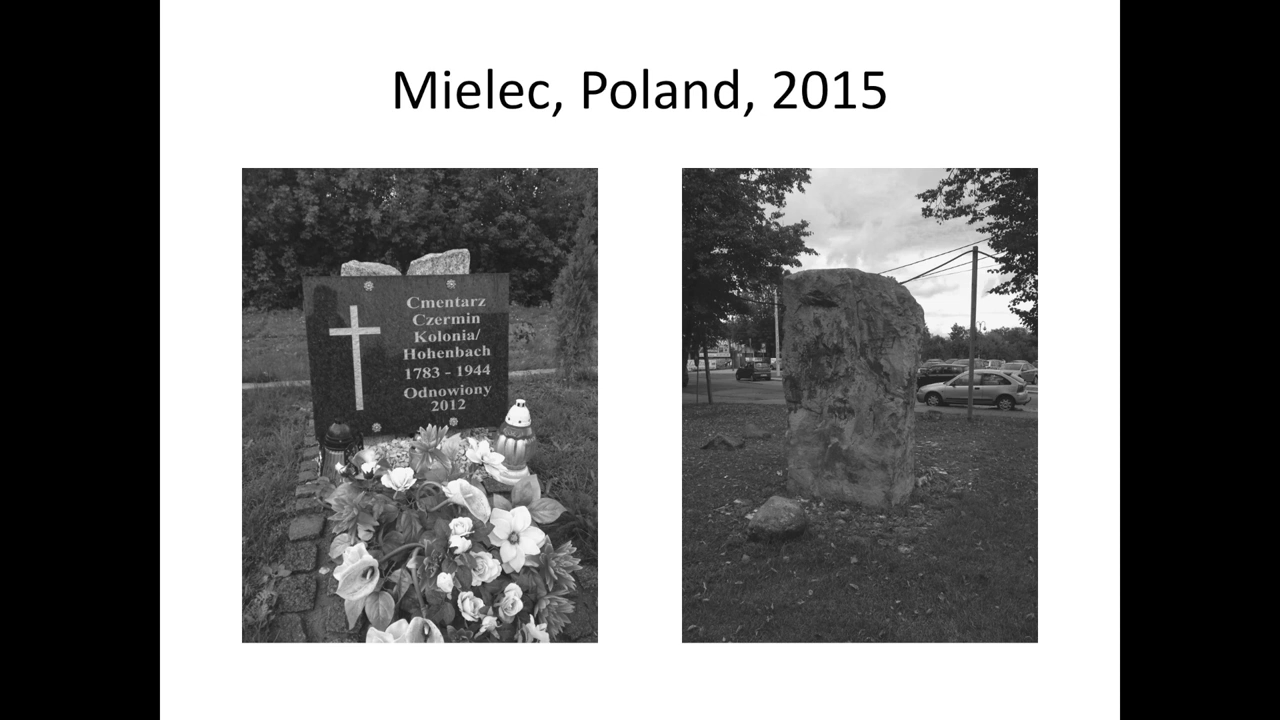 Mielec, Poland, 2015
Cmentarz
Czermin
Kolonia/
Hohenbach
1783 - 1944
Odnowiony
2012